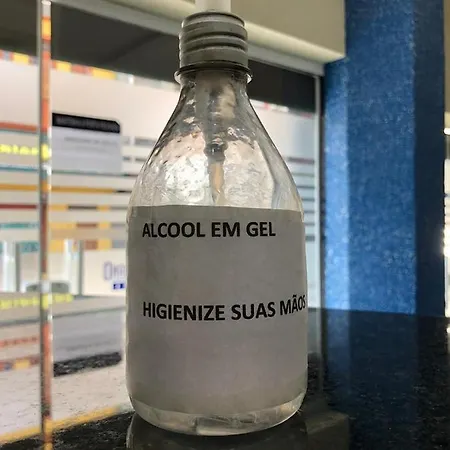 ALCOOL EM GEL
HIGIENIZE SUAS MÃOS